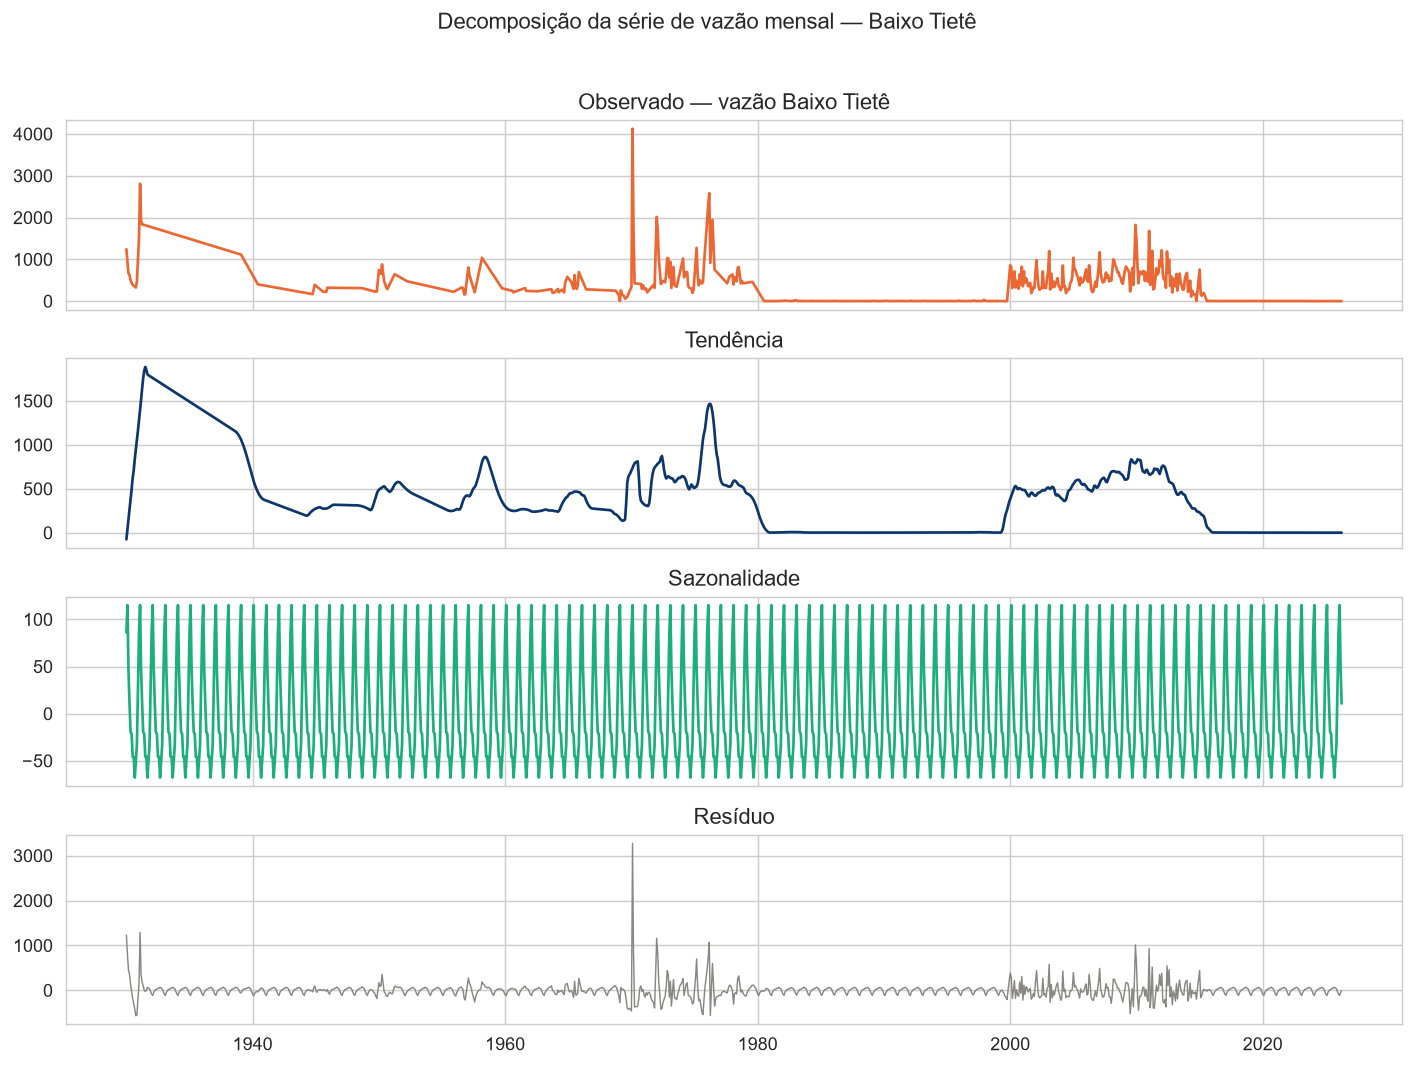 Decomposição da série de vazão mensal — Baixo Tietê
Observado — vazão Baixo Tietê
4000
3000
2000
1000
0
Tendência
1500
1000
500
0
Sazonalidade
100
50
0
−50
Resíduo
3000
2000
1000
0
1940 1960 1980 2000 2020